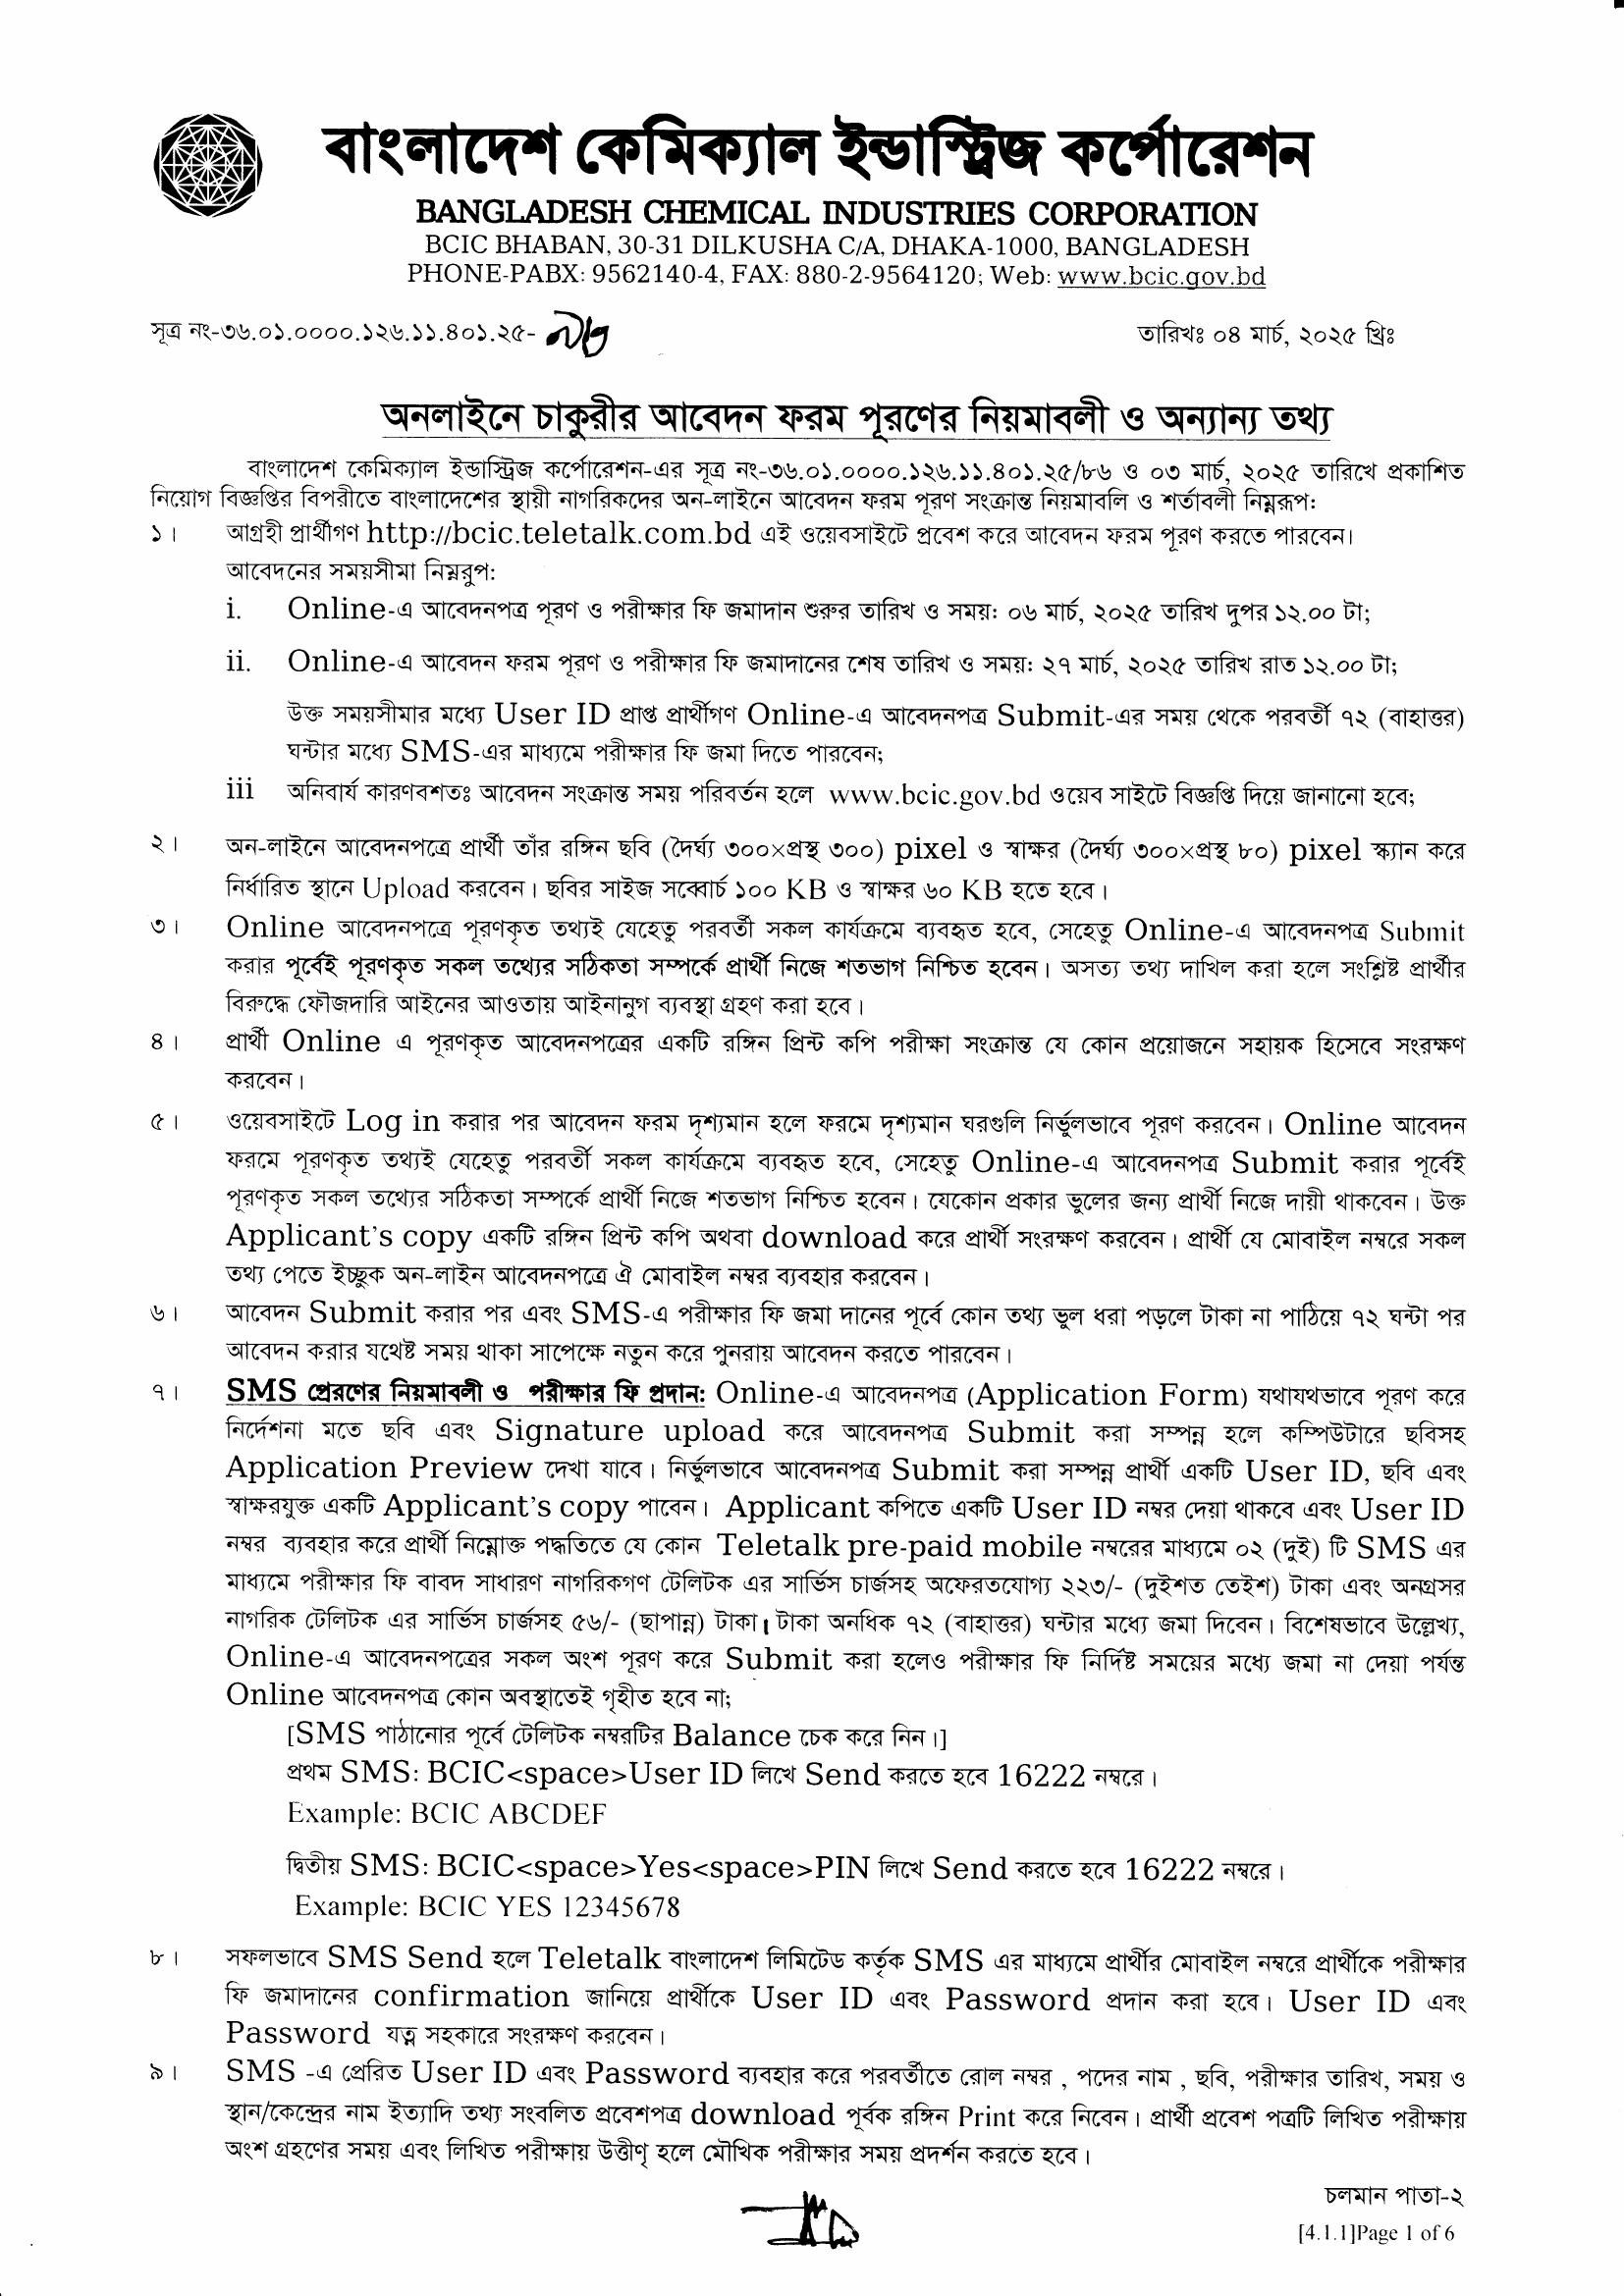 বাংলাদেশ কেমিক্যাল ইন্ডাস্ট্রিজ কর্পোরেশন
BANGLADESH CHEMICAL INDUSTRIES CORPORATION
BCIC BHABAN, 30-31 DILKUSHA C/A, DHAKA-1000, BANGLADESH
PHONE-PABX: 9562140-4, FAX: 880-2-9564120; Web: www.bcic.gov.bd
সূত্র নং-৩৬.০১.০০০০.১২৬.১১.৪০১.২৫-
তারিখঃ ০৪ মার্চ, ২০২৫ খ্রিঃ
অনলাইনে চাকুরীর আবেদন ফরম পূরণের নিয়মাবলী ও অন্যান্য তথ্য
বাংলাদেশ কেমিক্যাল ইন্ডাস্ট্রিজ কর্পোরেশন-এর সূত্র নং-৩৬.০১.০০০০.১২৬.১১.৪০১.২৫/৮৬ ও ০৩ মার্চ, ২০২৫ তারিখে প্রকাশিত
নিয়োগ বিজ্ঞপ্তির বিপরীতে বাংলাদেশের স্থায়ী নাগরিকদের অন-লাইনে আবেদন ফরম পূরণ সংক্রান্ত নিয়মাবলি ও শর্তাবলী নিম্নরূপ:
১। আগ্রহী প্রার্থীগণ http://bcic.teletalk.com.bd এই ওয়েবসাইটে প্রবেশ করে আবেদন ফরম পূরণ করতে পারবেন।
আবেদনের সময়সীমা নিম্নরুপ:
i. Online-এ আবেদনপত্র পূরণ ও পরীক্ষার ফি জমাদান শুরুর তারিখ ও সময়: ০৬ মার্চ, ২০২৫ তারিখ দুপর ১২.০০ টা;
ii. Online-এ আবেদন ফরম পূরণ ও পরীক্ষার ফি জমাদানের শেষ তারিখ ও সময়: ২৭ মার্চ, ২০২৫ তারিখ রাত ১২.০০ টা;
উক্ত সময়সীমার মধ্যে User ID প্রাপ্ত প্রার্থীগণ Online-এ আবেদনপত্র Submit-এর সময় থেকে পরবর্তী ৭২ (বাহাত্তর)
ঘন্টার মধ্যে SMS-এর মাধ্যমে পরীক্ষার ফি জমা দিতে পারবেন;
iii অনিবার্য কারণবশতঃ আবেদন সংক্রান্ত সময় পরিবর্তন হলে www.bcic.gov.bd ওয়েব সাইটে বিজ্ঞপ্তি দিয়ে জানানো হবে;
২। অন-লাইনে আবেদনপত্রে প্রার্থী তাঁর রঙ্গিন ছবি (দৈর্ঘ্য ৩০০×প্রস্থ ৩০০) pixel ও স্বাক্ষর (দৈর্ঘ্য ৩০০×প্রস্থ ৮০) pixel স্ক্যান করে
নির্ধারিত স্থানে Upload করবেন। ছবির সাইজ সর্ব্বোচ ১০০ KB ও স্বাক্ষর ৬০ KB হতে হবে।
৩। Online আবেদনপত্রে পূরণকৃত তথ্যই যেহেতু পরবর্তী সকল কার্যক্রমে ব্যবহৃত হবে, সেহেতু Online-এ আবেদনপত্র Submit
করার পূর্বেই পূরণকৃত সকল তথ্যের সঠিকতা সম্পর্কে প্রার্থী নিজে শতভাগ নিশ্চিত হবেন। অসত্য তথ্য দাখিল করা হলে সংশ্লিষ্ট প্রার্থীর
বিরুদ্ধে ফৌজদারি আইনের আওতায় আইনানুগ ব্যবস্থা গ্রহণ করা হবে।
৪। প্রার্থী Online এ পূরণকৃত আবেদনপত্রের একটি রঙ্গিন প্রিন্ট কপি পরীক্ষা সংক্রান্ত যে কোন প্রয়োজনে সহায়ক হিসেবে সংরক্ষণ
করবেন।
৫। ওয়েবসাইটে Log in করার পর আবেদন ফরম দৃশ্যমান হলে ফরমে দৃশ্যমান ঘরগুলি নির্ভুলভাবে পূরণ করবেন। Online আবেদন
ফরমে পূরণকৃত তথ্যই যেহেতু পরবর্তী সকল কার্যক্রমে ব্যবহৃত হবে, সেহেতু Online-এ আবেদনপত্র Submit করার পূর্বেই
পূরণকৃত সকল তথ্যের সঠিকতা সম্পর্কে প্রার্থী নিজে শতভাগ নিশ্চিত হবেন। যেকোন প্রকার ভুলের জন্য প্রার্থী নিজে দায়ী থাকবেন। উক্ত
Applicant's copy একটি রঙ্গিন প্রিন্ট কপি অথবা download করে প্রার্থী সংরক্ষণ করবেন। প্রার্থী যে মোবাইল নম্বরে সকল
তথ্য পেতে ইচ্ছুক অন-লাইন আবেদনপত্রে ঐ মোবাইল নম্বর ব্যবহার করবেন।
৬। আবেদন Submit করার পর এবং SMS-এ পরীক্ষার ফি জমা দানের পূর্বে কোন তথ্য ভুল ধরা পড়লে টাকা না পাঠিয়ে ৭২ ঘন্টা পর
আবেদন করার যথেষ্ট সময় থাকা সাপেক্ষে নতুন করে পুনরায় আবেদন করতে পারবেন।
৭। SMS প্রেরণের নিয়মাবলী ও পরীক্ষার ফি প্রদান: Online-এ আবেদনপত্র (Application Form) যথাযথভাবে পূরণ করে
নির্দেশনা মতে ছবি এবং Signature upload করে আবেদনপত্র Submit করা সম্পন্ন হলে কম্পিউটারে ছবিসহ
Application Preview দেখা যাবে। নির্ভুলভাবে আবেদনপত্র Submit করা সম্পন্ন প্রার্থী একটি User ID, ছবি এবং
স্বাক্ষরযুক্ত একটি Applicant's copy পাবেন। Applicant কপিতে একটি User ID নম্বর দেয়া থাকবে এবং User ID
নম্বর ব্যবহার করে প্রার্থী নিম্নোক্ত পদ্ধতিতে যে কোন Teletalk pre-paid mobile নম্বরের মাধ্যমে ০২ (দুই) টি SMS এর
মাধ্যমে পরীক্ষার ফি বাবদ সাধারণ নাগরিকগণ টেলিটক এর সার্ভিস চার্জসহ অফেরতযোগ্য ২২৩/- (দুইশত তেইশ) টাকা এবং অনগ্রসর
নাগরিক টেলিটক এর সার্ভিস চার্জসহ ৫৬/- (ছাপান্ন) টাকা। টাকা অনধিক ৭২ (বাহাত্তর) ঘন্টার মধ্যে জমা দিবেন। বিশেষভাবে উল্লেখ্য,
Online-এ আবেদনপত্রের সকল অংশ পূরণ করে Submit করা হলেও পরীক্ষার ফি নির্দিষ্ট সময়ের মধ্যে জমা না দেয়া পর্যন্ত
Online আবেদনপত্র কোন অবস্থাতেই গৃহীত হবে না;
[SMS পাঠানোর পূর্বে টেলিটক নম্বরটির Balance চেক করে নিন।]
প্রথম SMS: BCIC<space>User ID লিখে Send করতে হবে 16222 নম্বরে।
Example: BCIC ABCDEF
দ্বিতীয় SMS: BCIC<space>Yes<space>PIN লিখে Send করতে হবে 16222 নম্বরে।
Example: BCIC YES 12345678
৮। সফলভাবে SMS Send হলে Teletalk বাংলাদেশ লিমিটেড কর্তৃক SMS এর মাধ্যমে প্রার্থীর মোবাইল নম্বরে প্রার্থীকে পরীক্ষার
ফি জমাদানের confirmation জানিয়ে প্রার্থীকে User ID এবং Password প্রদান করা হবে। User ID এবং
Password যত্ন সহকারে সংরক্ষণ করবেন।
৯। SMS -এ প্রেরিত User ID এবং Password ব্যবহার করে পরবর্তীতে রোল নম্বর , পদের নাম , ছবি, পরীক্ষার তারিখ, সময় ও
স্থান/কেন্দ্রের নাম ইত্যাদি তথ্য সংবলিত প্রবেশপত্র download পূর্বক রঙ্গিন Print করে নিবেন। প্রার্থী প্রবেশ পত্রটি লিখিত পরীক্ষায়
অংশ গ্রহণের সময় এবং লিখিত পরীক্ষায় উত্তীণৃ হলে মৌখিক পরীক্ষার সময় প্রদর্শন করতে হবে।
চলমান পাতা-২
[4.1.1]Page 1 of 6